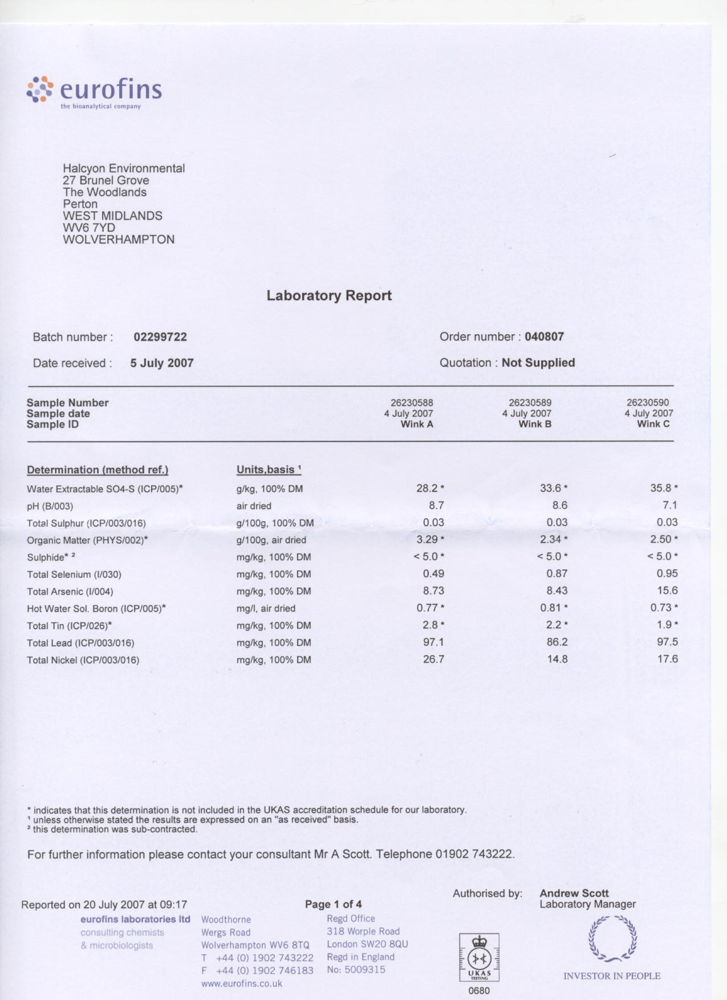 eurofins
the bioanalytical company
Halcyon Environmental
27 Brunel Grove
The Woodlands
Perton
WEST MIDLANDS
WV6 7YD
WOLVERHAMPTON
Laboratory Report
Batch number : 02299722 Order number : 040807
Date received : 5 July 2007 Quotation : Not Supplied
Sample Number 26230588 26230589 26230590
Sample date 4 July 2007 4 July 2007 4 July 2007
Sample ID Wink A Wink B Wink C
Determination (method ref.) Units,basis ¹
Water Extractable SO4-S (ICP/005)* g/kg, 100% DM 28.2 * 33.6 * 35.8 *
pH (B/003) air dried 8.7 8.6 7.1
Total Sulphur (ICP/003/016) g/100g, 100% DM 0.03 0.03 0.03
Organic Matter (PHYS/002)* g/100g, air dried 3.29 * 2.34 * 2.50 *
Sulphide* ² mg/kg, 100% DM < 5.0 * < 5.0 * < 5.0 *
Total Selenium (I/030) mg/kg, 100% DM 0.49 0.87 0.95
Total Arsenic (I/004) mg/kg, 100% DM 8.73 8.43 15.6
Hot Water Sol. Boron (ICP/005)* mg/l, air dried 0.77 * 0.81 * 0.73 *
Total Tin (ICP/026)* mg/kg, 100% DM 2.8 * 2.2 * 1.9 *
Total Lead (ICP/003/016) mg/kg, 100% DM 97.1 86.2 97.5
Total Nickel (ICP/003/016) mg/kg, 100% DM 26.7 14.8 17.6
* indicates that this determination is not included in the UKAS accreditation schedule for our laboratory.
¹ unless otherwise stated the results are expressed on an "as received" basis.
² this determination was sub-contracted.
For further information please contact your consultant Mr A Scott. Telephone 01902 743222.
Authorised by: Andrew Scott
Laboratory Manager
Reported on 20 July 2007 at 09:17 Page 1 of 4
eurofins laboratories ltd
consulting chemists
& microbiologists
Woodthorne
Wergs Road
Wolverhampton WV6 8TQ
T +44 (0) 1902 743222
F +44 (0) 1902 746183
www.eurofins.co.uk
Regd Office
318 Worple Road
London SW20 8QU
Regd in England
No: 5009315
UKAS
TESTING
0680
INVESTOR IN PEOPLE